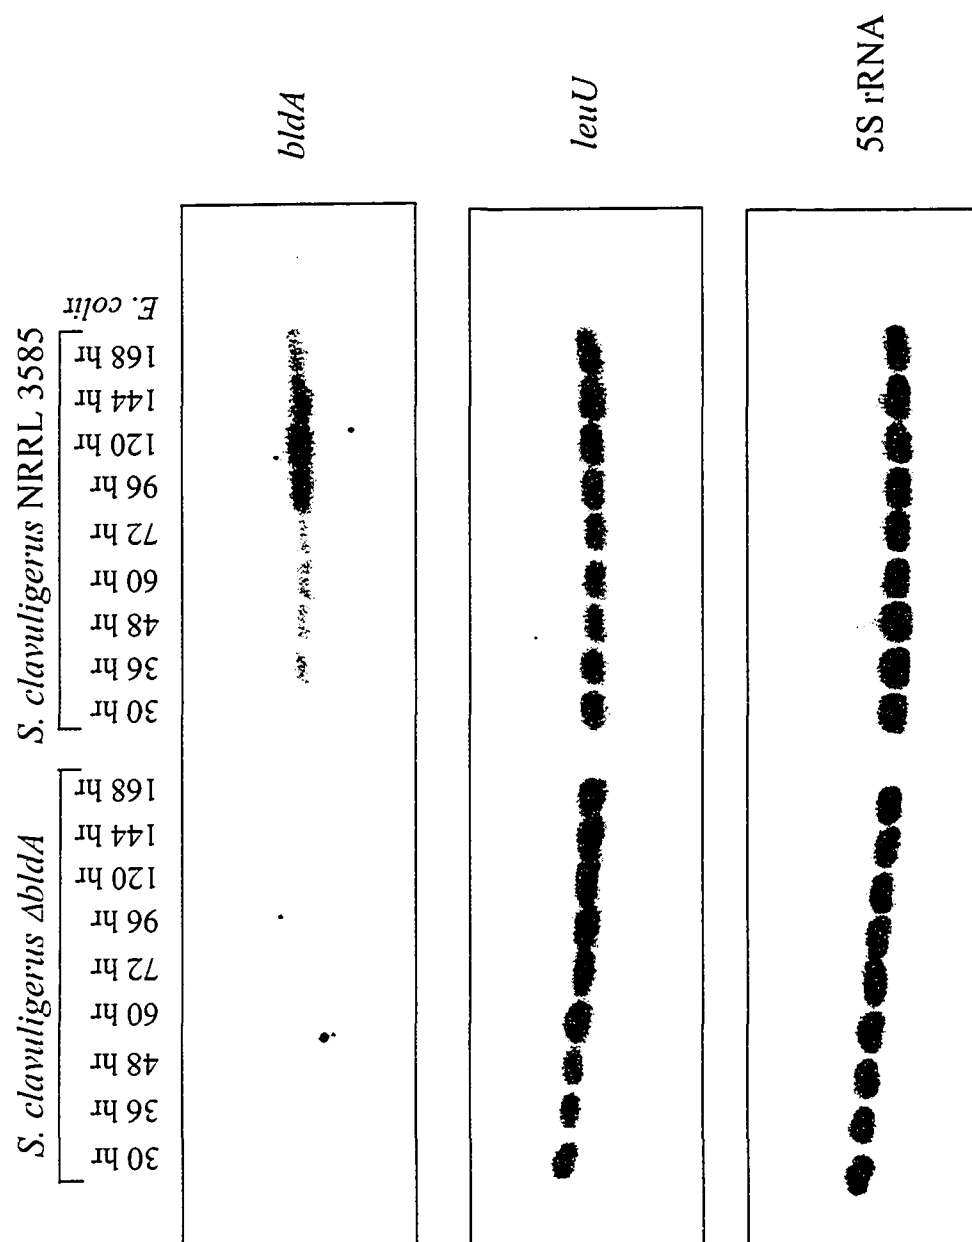 S. clavuligerus ΔbldA
S. clavuligerus NRRL 3585
30 hr
36 hr
48 hr
60 hr
72 hr
96 hr
120 hr
144 hr
168 hr
30 hr
36 hr
48 hr
60 hr
72 hr
96 hr
120 hr
144 hr
168 hr
E. colir
bldA
leuU
5S rRNA